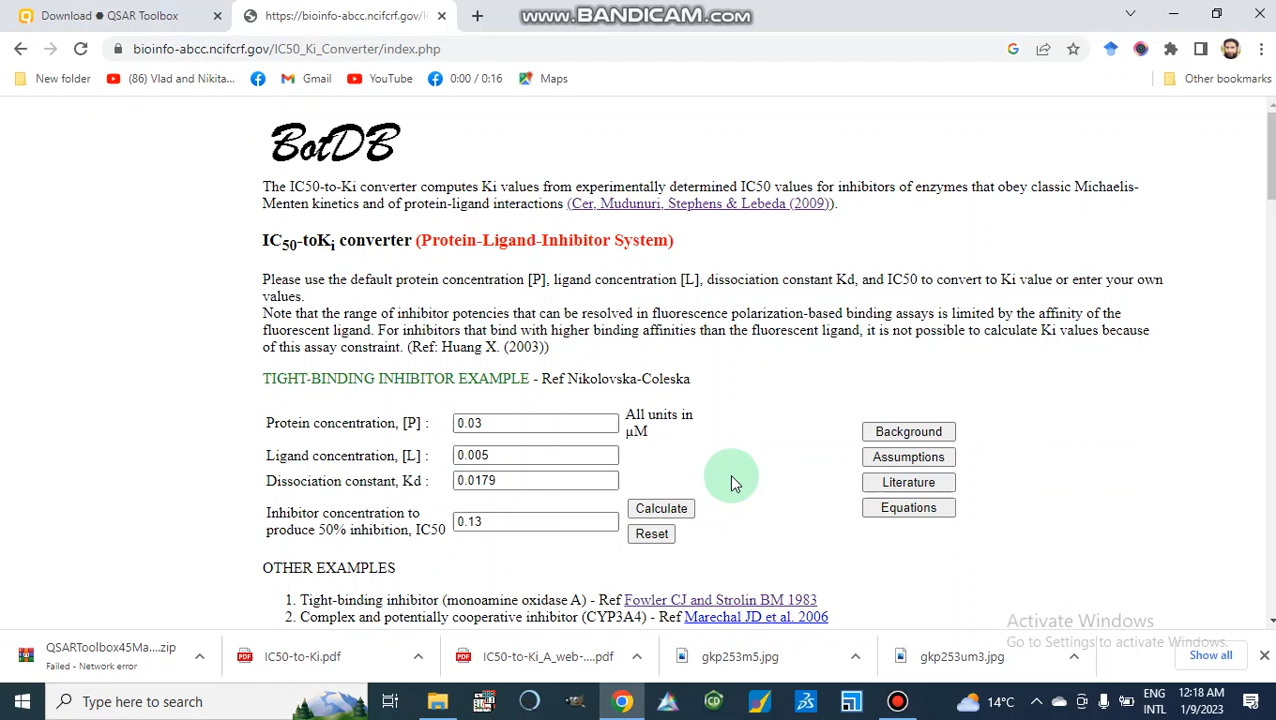 www.BANDICAM.com
Download ● QSAR Toolbox
https://bioinfo-abcc.ncifcrf.gov/I
bioinfo-abcc.ncifcrf.gov/IC50_Ki_Converter/index.php
New folder
(86) Vlad and Nikita...
Gmail
YouTube
0:00 / 0:16
Maps
Other bookmarks
BotDB
The IC50-to-Ki converter computes Ki values from experimentally determined IC50 values for inhibitors of enzymes that obey classic Michaelis-
Menten kinetics and of protein-ligand interactions (Cer, Mudunuri, Stephens & Lebeda (2009)).
IC50-toKi converter (Protein-Ligand-Inhibitor System)
Please use the default protein concentration [P], ligand concentration [L], dissociation constant Kd, and IC50 to convert to Ki value or enter your own
values.
Note that the range of inhibitor potencies that can be resolved in fluorescence polarization-based binding assays is limited by the affinity of the
fluorescent ligand. For inhibitors that bind with higher binding affinities than the fluorescent ligand, it is not possible to calculate Ki values because
of this assay constraint. (Ref: Huang X. (2003))
TIGHT-BINDING INHIBITOR EXAMPLE - Ref Nikolovska-Coleska
Protein concentration, [P] : 0.03
All units in
µM
Ligand concentration, [L] : 0.005
Dissociation constant, Kd : 0.0179
Inhibitor concentration to
produce 50% inhibition, IC50
0.13
Calculate
Reset
Background
Assumptions
Literature
Equations
OTHER EXAMPLES
1. Tight-binding inhibitor (monoamine oxidase A) - Ref Fowler CJ and Strolin BM 1983
2. Complex and potentially cooperative inhibitor (CYP3A4) - Ref Marechal JD et al. 2006
Activate Windows
Go to Settings to activate Windows.
QSARToolbox45Ma....zip
Failed - Network error
IC50-to-Ki.pdf
IC50-to-Ki_A_web-....pdf
gkp253m5.jpg
gkp253um3.jpg
Show all
Type here to search
14°C
ENG
INTL
12:18 AM
1/9/2023